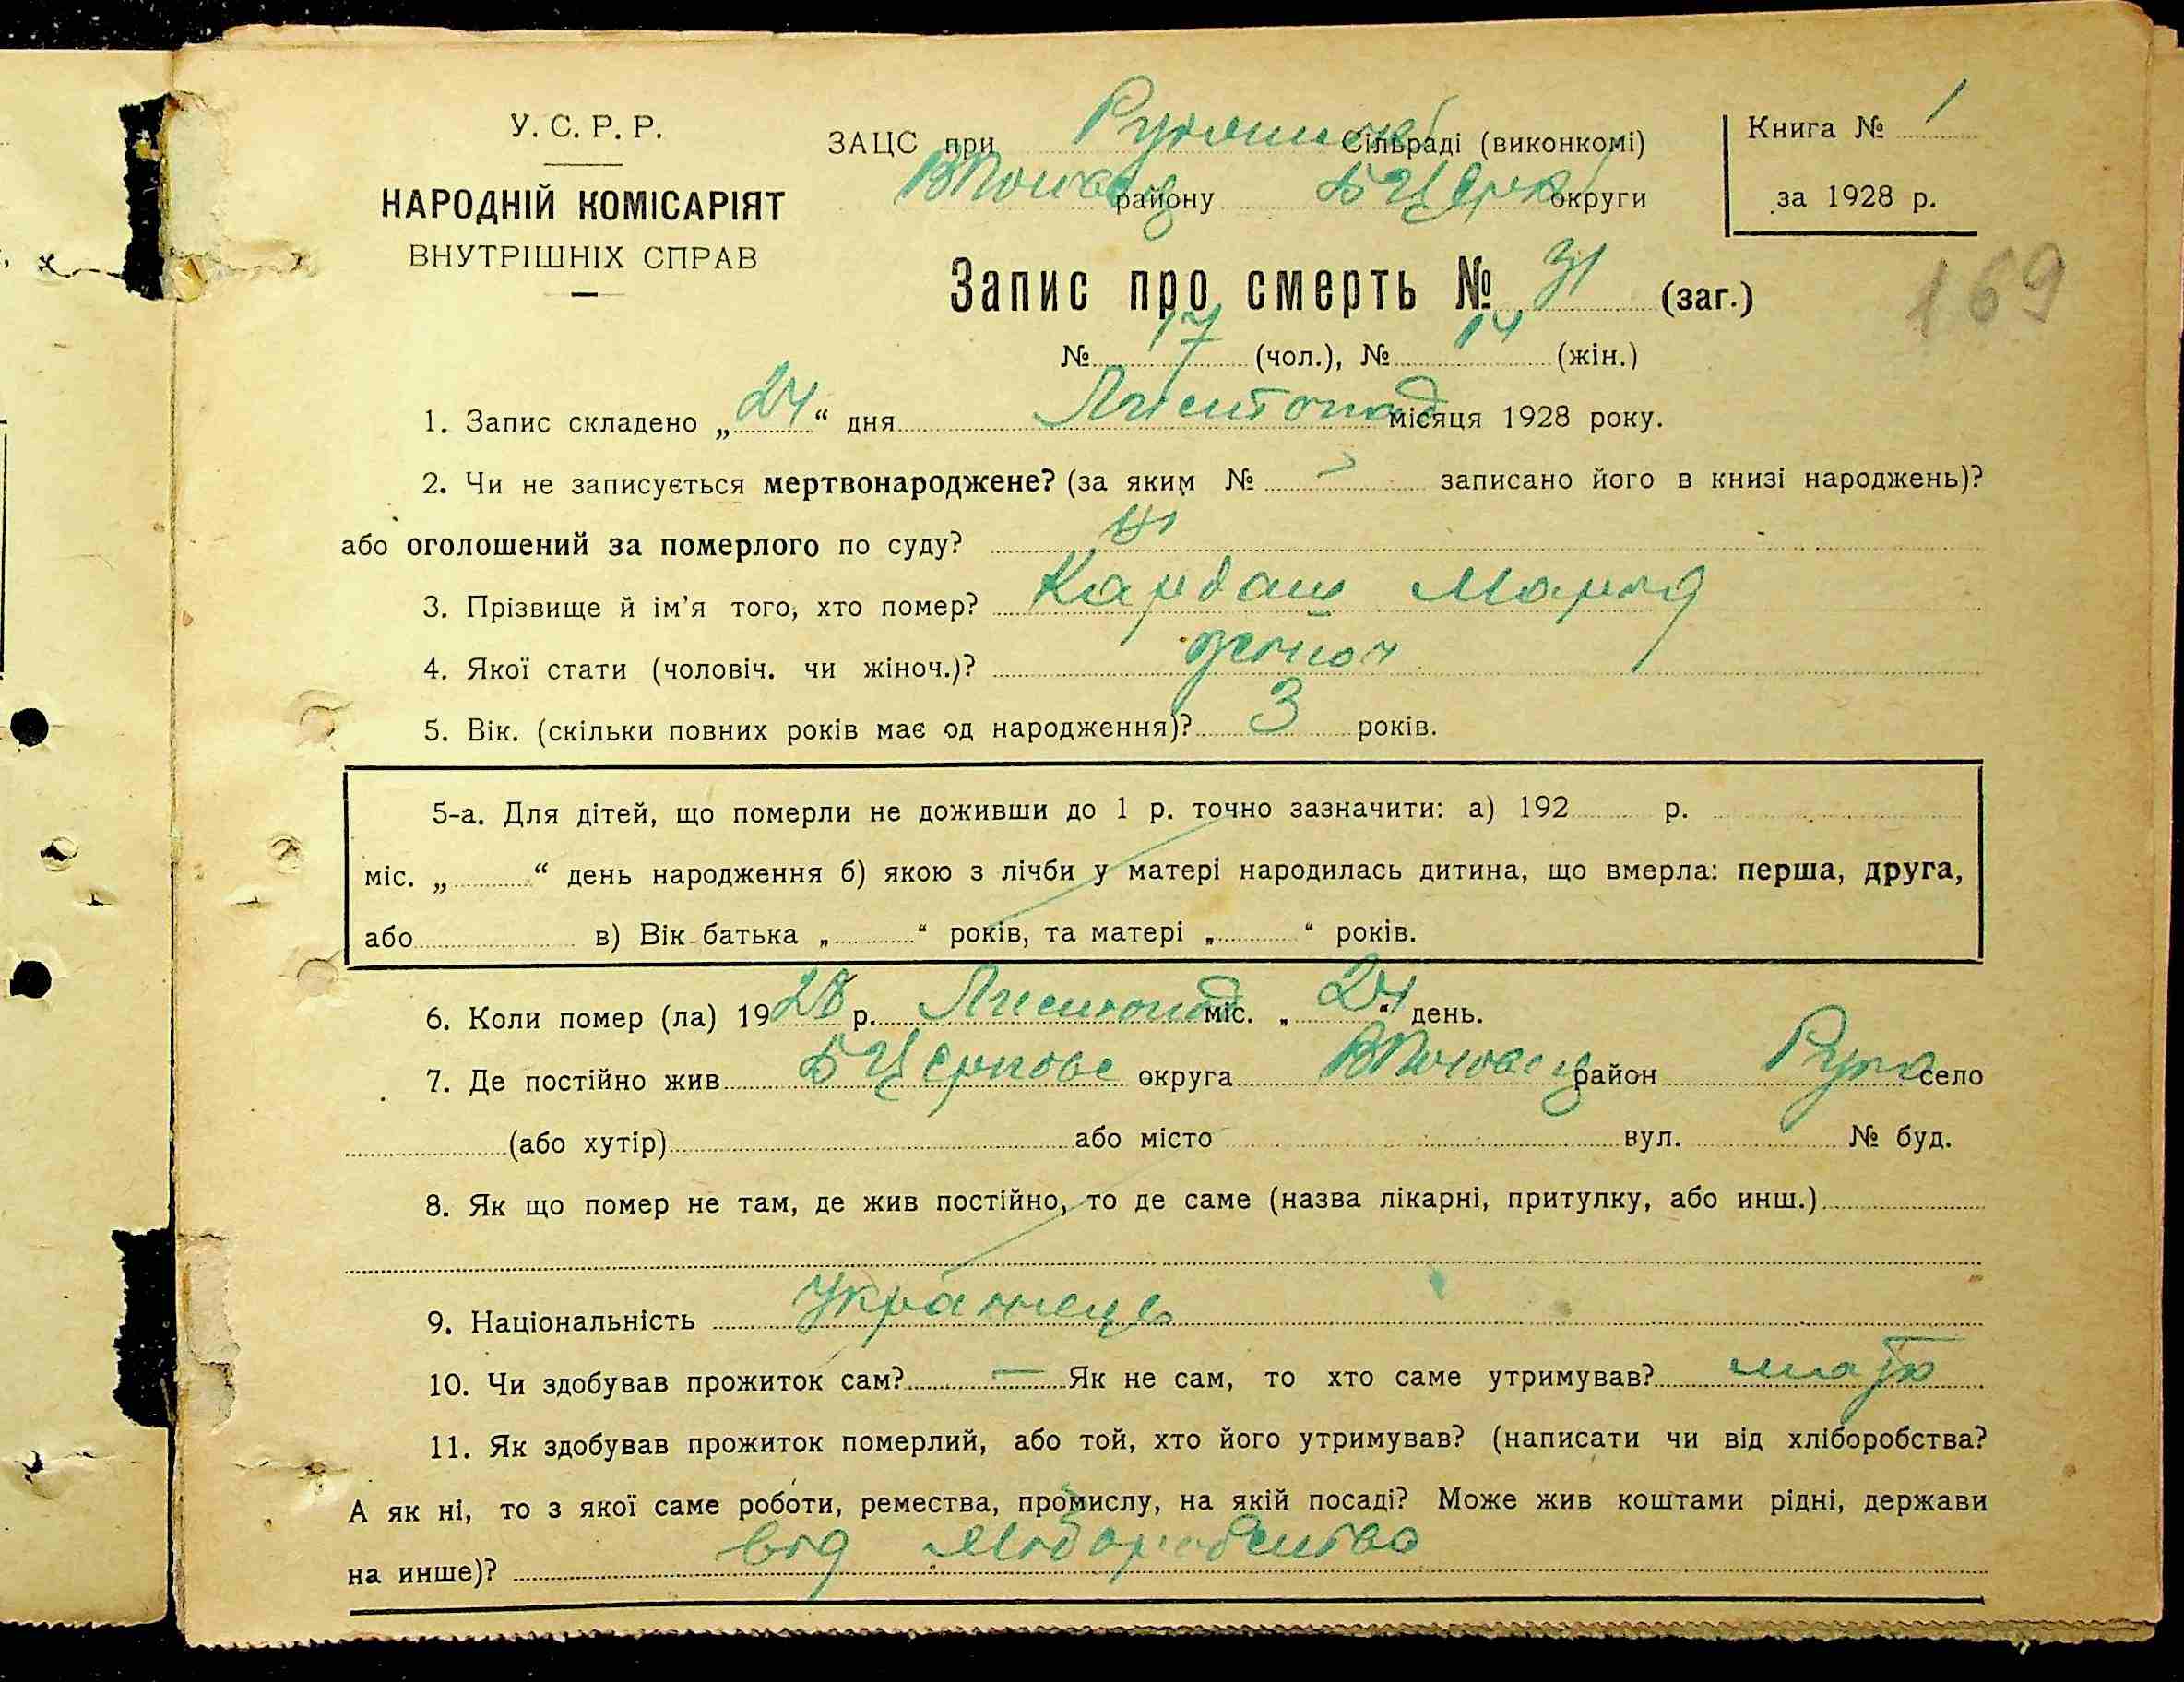 У. С. Р. Р.
НАРОДНІЙ КОМІСАРІЯТ
ВНУТРІШНІХ СПРАВ
ЗАЦС при Сільраді (виконкомі)
району БЦерків округи
Книга № 1
за 1928 р.
169
Запис про смерть № 31 (заг.)
№ 17 (чол.), № 14 (жін.)
1. Запис складено „24“ дня Листопад місяця 1928 року.
2. Чи не записується мертвонароджене? (за яким № записано його в книзі народжень)?
або оголошений за померлого по суду? ні
3. Прізвище й ім'я того, хто помер? Кардаш Марія
4. Якої стати (чоловіч. чи жіноч.)? жіноч
5. Вік. (скільки повних років має од народження)? 3 років.
5-а. Для дітей, що померли не доживши до 1 р. точно зазначити: а) 192 р.
міс. „ “ день народження б) якою з лічби у матері народилась дитина, що вмерла: перша, друга,
або в) Вік батька „ “ років, та матері „ “ років.
6. Коли помер (ла) 1928 р. Листопад міс. „24“ день.
7. Де постійно жив БЦеркове округа район село
(або хутір) або місто вул. № буд.
8. Як що помер не там, де жив постійно, то де саме (назва лікарні, притулку, або инш.)
9. Національність Українець
10. Чи здобував прожиток сам? — Як не сам, то хто саме утримував?
11. Як здобував прожиток померлий, або той, хто його утримував? (написати чи від хліборобства?
А як ні, то з якої саме роботи, ремества, промислу, на якій посаді? Може жив коштами рідні, держави
на инше)? від хліборобства